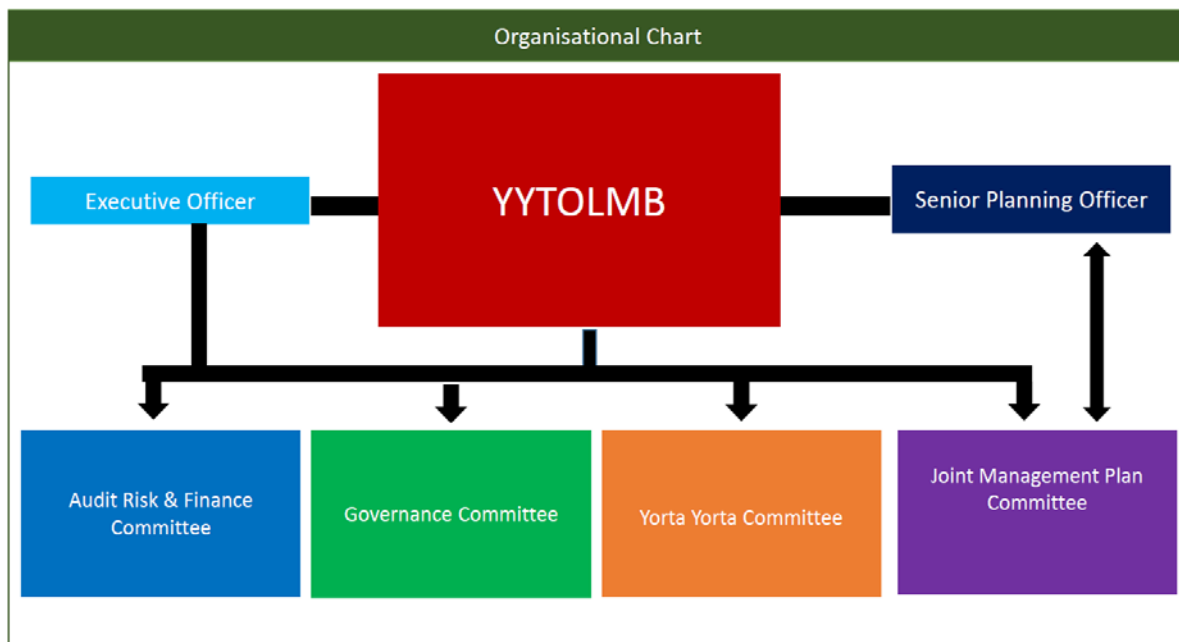 Organisational Chart
YYTOLMB
Executive Officer
Senior Planning Officer
Audit Risk & Finance
Committee
Governance Committee
Yorta Yorta Committee
Joint Management Plan
Committee